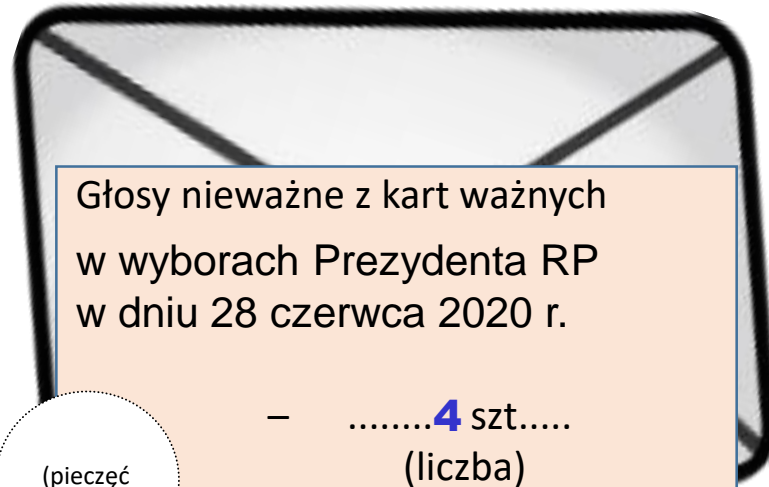 Głosy nieważne z kart ważnych
w wyborach Prezydenta RP
w dniu 28 czerwca 2020 r.
– ........4 szt.....
(liczba)
(pieczęć